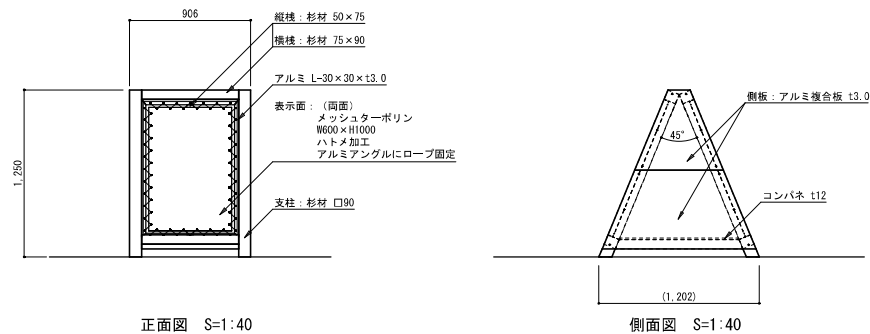 906
縦桟：杉材 50×75
横桟：杉材 75×90
アルミ L-30×30×t3.0
表示面：（両面）
メッシュターポリン
W600×H1000
ハトメ加工
アルミアングルにロープ固定
支柱：杉材 口90
1,250
正面図 S=1:40
側板：アルミ複合板 t3.0
45°
コンパネ t12
(1,202)
側面図 S=1:40